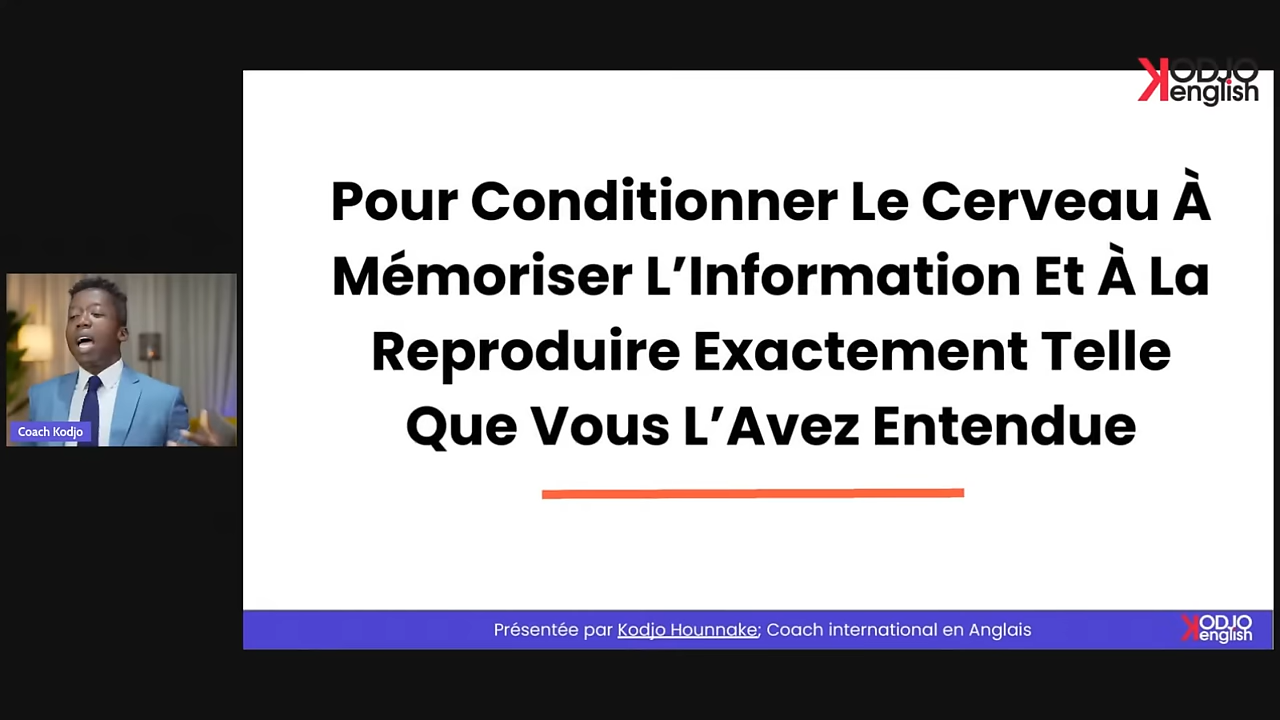 KODJO
english
Pour Conditionner Le Cerveau À
Mémoriser L’Information Et À La
Reproduire Exactement Telle
Que Vous L’Avez Entendue
Coach Kodjo
Présentée par Kodjo Hounnake; Coach international en Anglais
KODJO
english